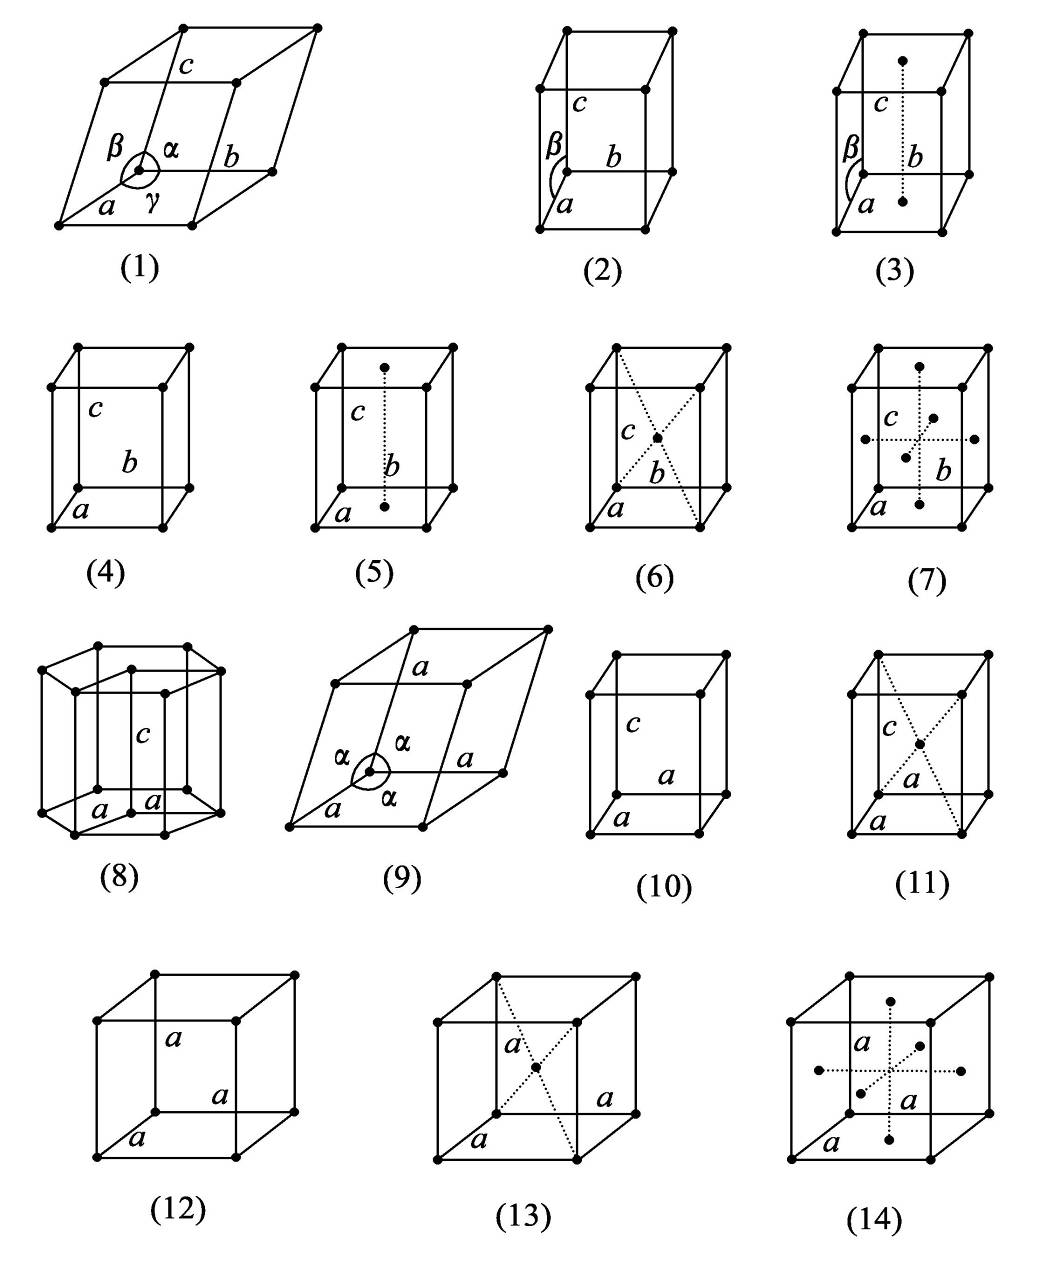 c
β α b
a γ
(1)
c
β b
a
(2)
c
β b
a
(3)
c
b
a
(4)
c
b
a
(5)
c
b
a
(6)
c
b
a
(7)
c
a a
(8)
a
α α a
a α
(9)
c
a
a
(10)
c
a
a
(11)
a
a
a
(12)
a
a
a
(13)
a
a
a
(14)